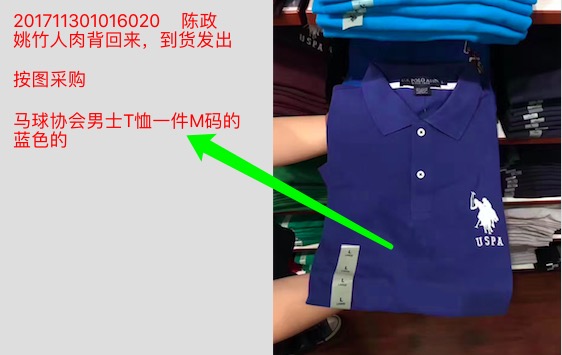 201711301016020 陈政
姚竹人肉背回来，到货发出
按图采购
马球协会男士T恤一件M码的
蓝色的
USPA
L
L
L